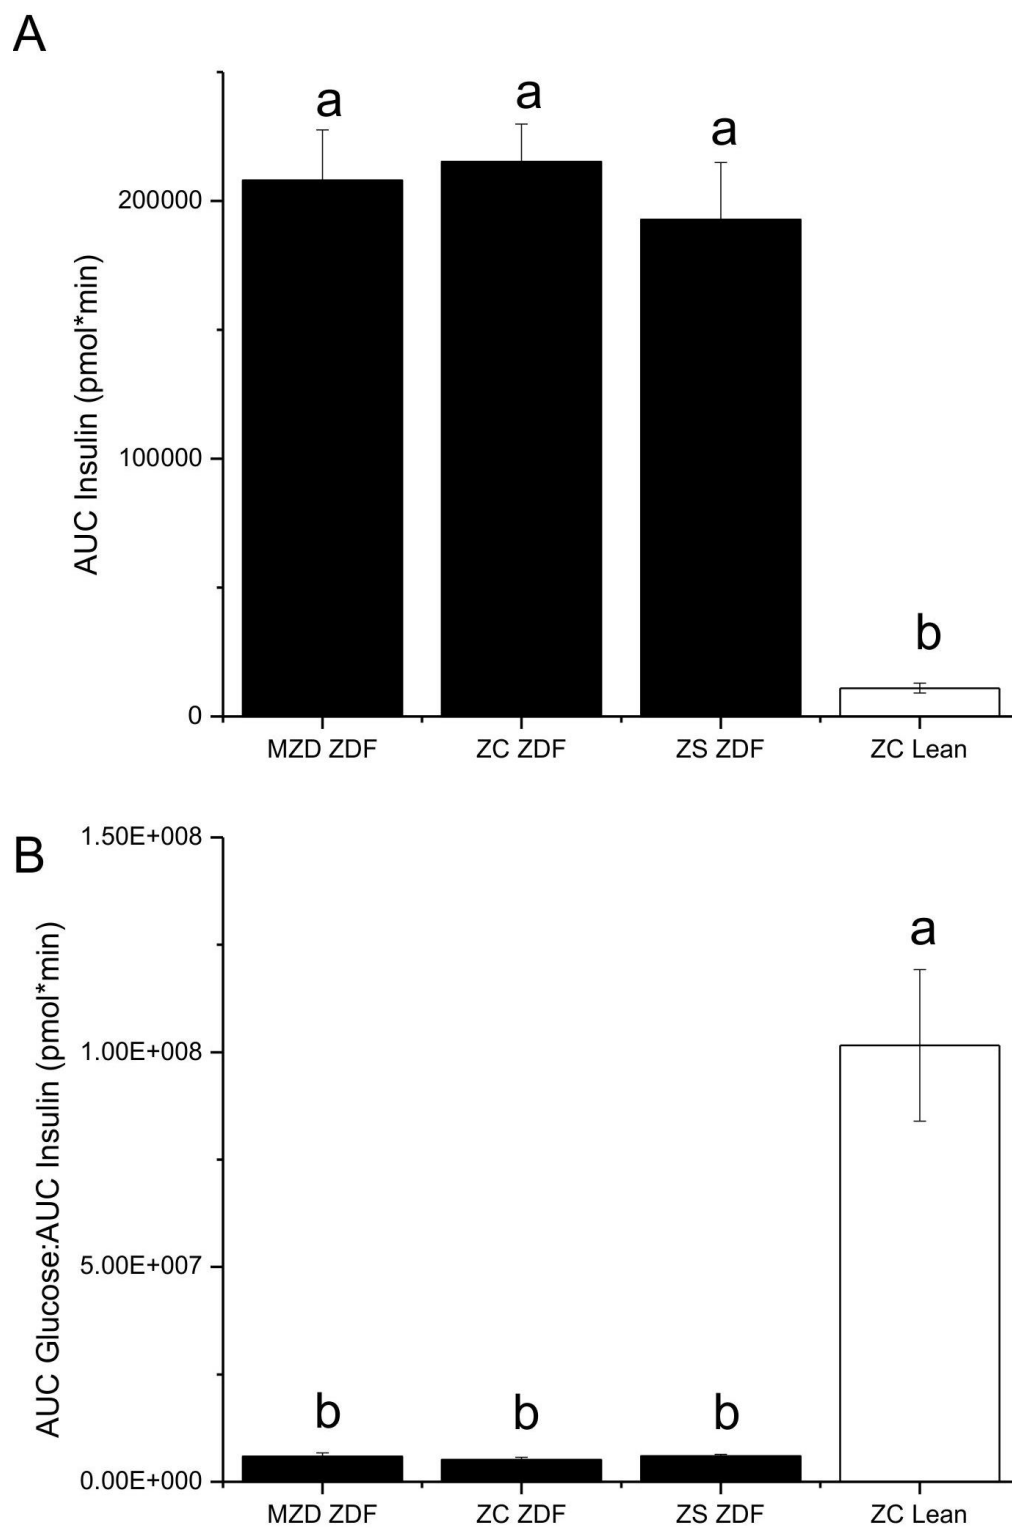 A
AUC Insulin (pmol*min)
200000
100000
0
a
a
a
b
MZD ZDF
ZC ZDF
ZS ZDF
ZC Lean
B
AUC Glucose:AUC Insulin (pmol*min)
1.50E+008
1.00E+008
5.00E+007
0.00E+000
b
b
b
a
MZD ZDF
ZC ZDF
ZS ZDF
ZC Lean